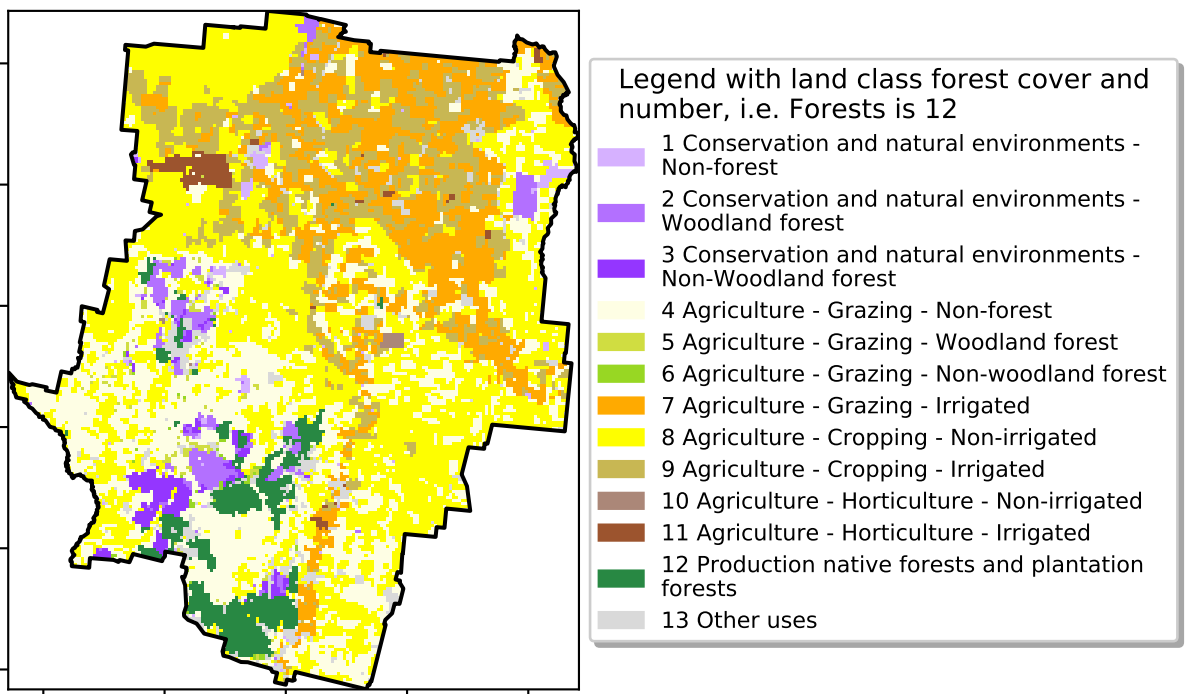 Legend with land class forest cover and
number, i.e. Forests is 12
1 Conservation and natural environments -
Non-forest
2 Conservation and natural environments -
Woodland forest
3 Conservation and natural environments -
Non-Woodland forest
4 Agriculture - Grazing - Non-forest
5 Agriculture - Grazing - Woodland forest
6 Agriculture - Grazing - Non-woodland forest
7 Agriculture - Grazing - Irrigated
8 Agriculture - Cropping - Non-irrigated
9 Agriculture - Cropping - Irrigated
10 Agriculture - Horticulture - Non-irrigated
11 Agriculture - Horticulture - Irrigated
12 Production native forests and plantation
forests
13 Other uses